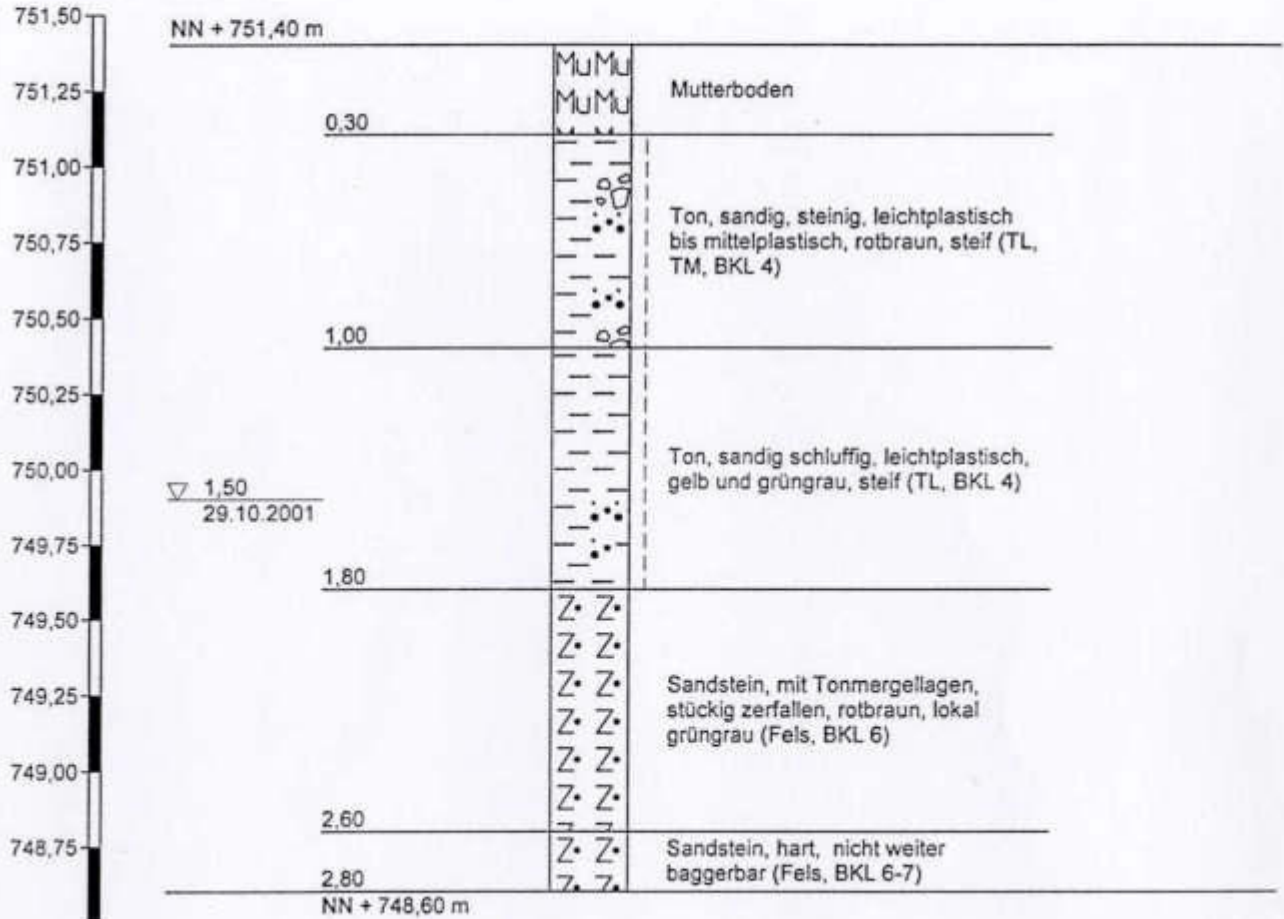 751,50
NN + 751,40 m
MuMu
751,25
MuMu
Mutterboden
0,30
751,00
Ton, sandig, steinig, leichtplastisch
bis mittelplastisch, rotbraun, steif (TL,
TM, BKL 4)
750,75
750,50
1,00
750,25
Ton, sandig schluffig, leichtplastisch,
gelb und grüngrau, steif (TL, BKL 4)
750,00
1,50
29.10.2001
749,75
1,80
749,50
Z Z
Z Z
Sandstein, mit Tonmergellagen,
stückig zerfallen, rotbraun, lokal
grüngrau (Fels, BKL 6)
749,25
Z Z
Z Z
Z Z
749,00
Z Z
2,60
748,75
Z Z
Sandstein, hart, nicht weiter
baggerbar (Fels, BKL 6-7)
2,80
Z Z
NN + 748,60 m